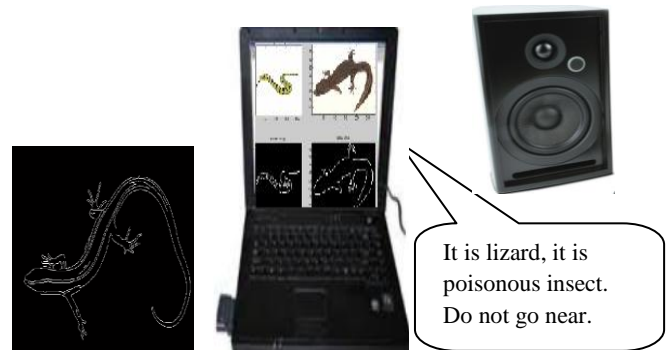 It is lizard, it is
poisonous insect.
Do not go near.